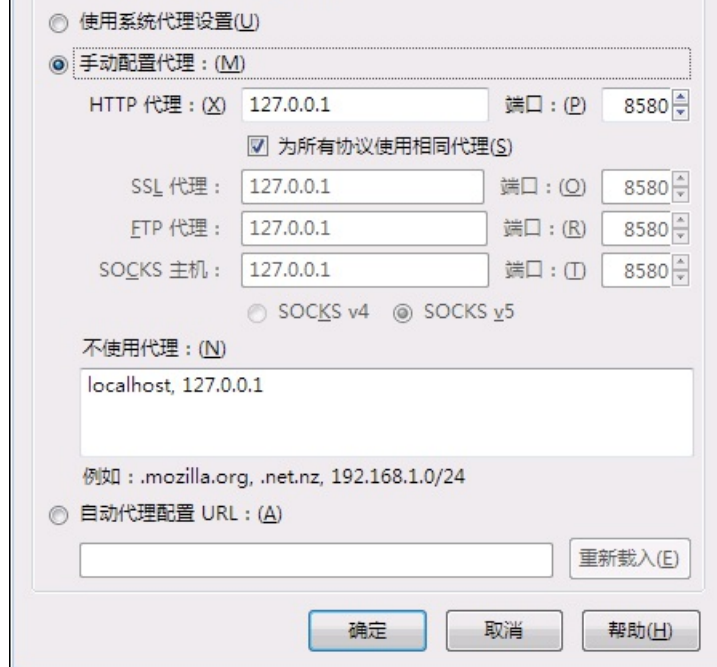 使用系统代理设置(U)
手动配置代理：(M)
HTTP 代理：(X) 127.0.0.1 端口：(P) 8580
为所有协议使用相同代理(S)
SSL 代理： 127.0.0.1 端口：(O) 8580
FTP 代理： 127.0.0.1 端口：(R) 8580
SOCKS 主机： 127.0.0.1 端口：(T) 8580
SOCKS v4 SOCKS v5
不使用代理：(N)
localhost, 127.0.0.1
例如：.mozilla.org, .net.nz, 192.168.1.0/24
自动代理配置 URL：(A)
重新载入(E)
确定 取消 帮助(H)